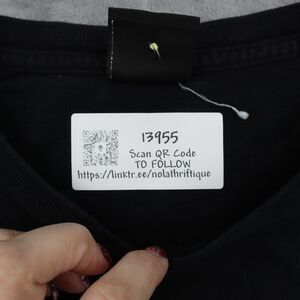 13955
Scan QR Code
TO FOLLOW
https://linktr.ee/nolathriftique